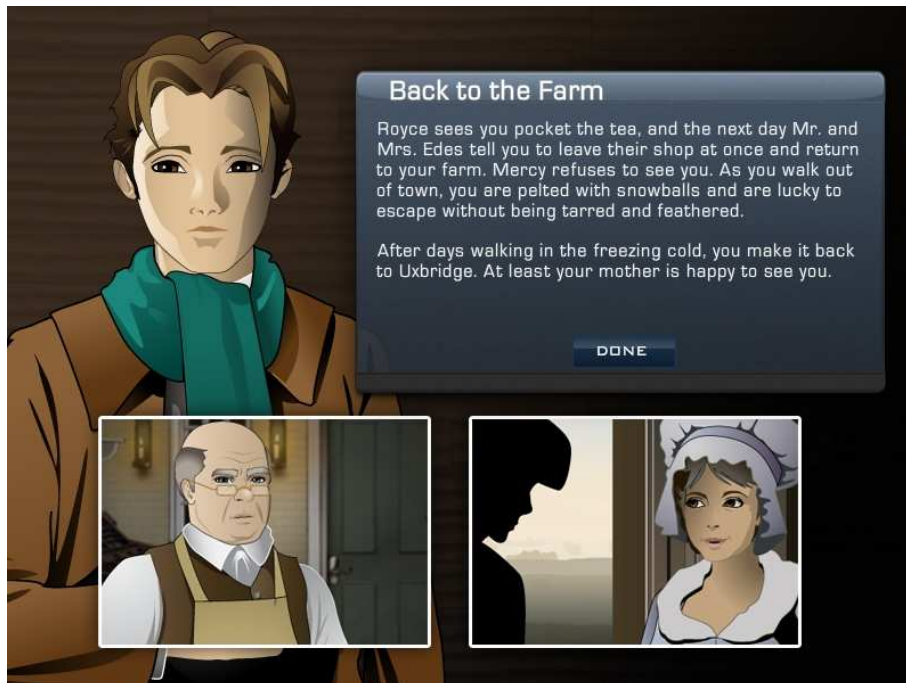 Back to the Farm
Royce sees you pocket the tea, and the next day Mr. and
Mrs. Edes tell you to leave their shop at once and return
to your farm. Mercy refuses to see you. As you walk out
of town, you are pelted with snowballs and are lucky to
escape without being tarred and feathered.
After days walking in the freezing cold, you make it back
to Uxbridge. At least your mother is happy to see you.
DONE